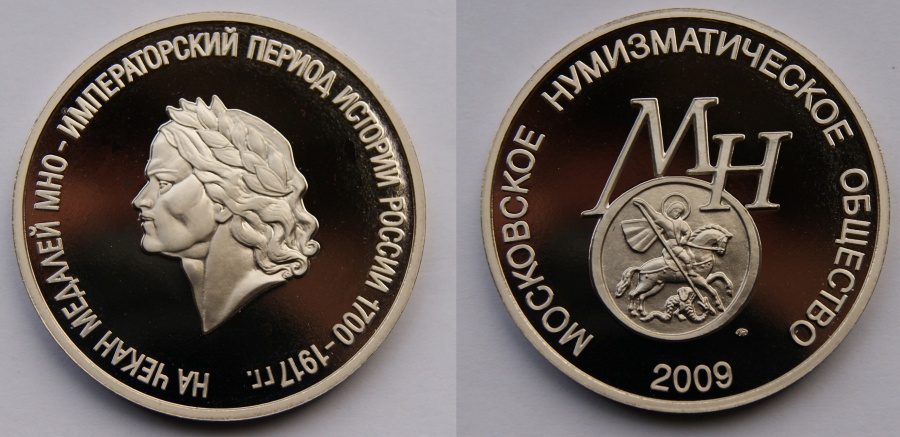 НА ЧЕКАН МЕДАЛЕЙ МНО - ИМПЕРАТОРСКИЙ ПЕРИОД ИСТОРИИ РОССИИ 1700 - 1917 гг.
МОСКОВСКОЕ НУМИЗМАТИЧЕСКОЕ ОБЩЕСТВО
МН
2009